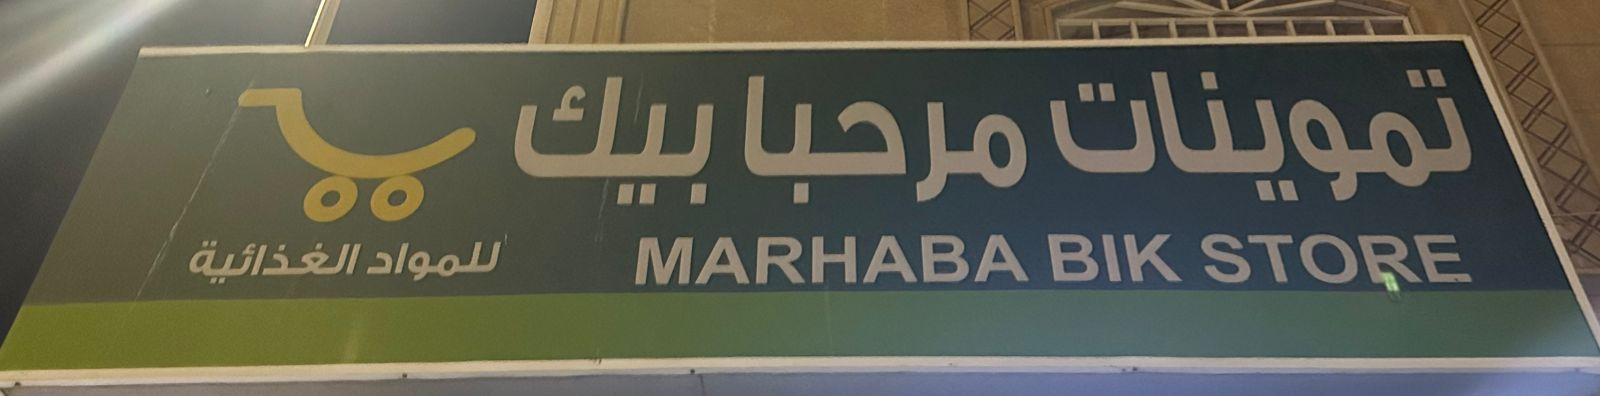 تموينات مرحبا بيك
MARHABA BIK STORE
للمواد الغذائية